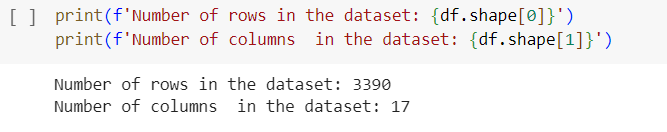 [ ] print(f'Number of rows in the dataset: {df.shape[0]}')
print(f'Number of columns  in the dataset: {df.shape[1]}')
Number of rows in the dataset: 3390
Number of columns  in the dataset: 17